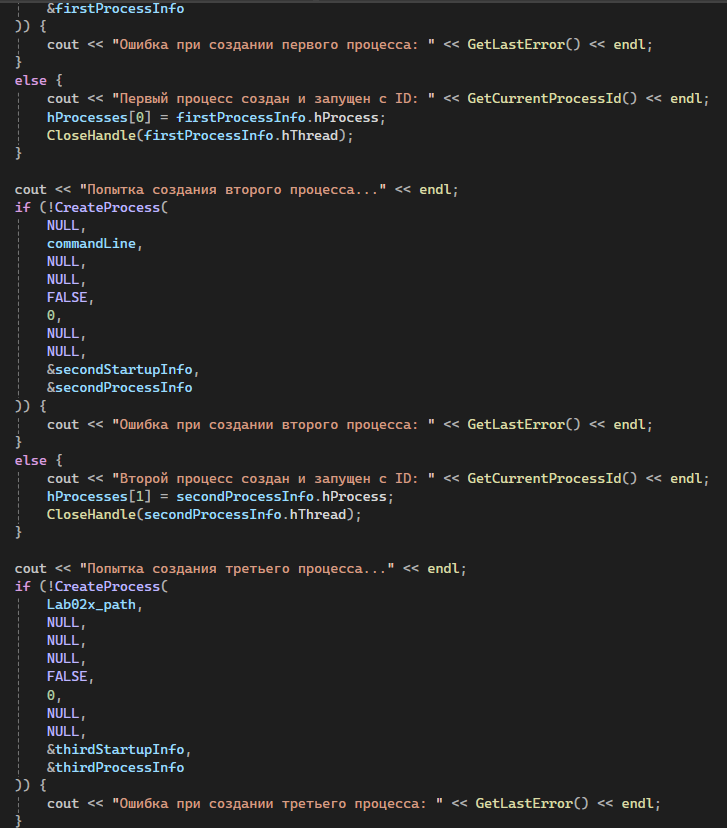 &firstProcessInfo
)) {
cout << "Ошибка при создании первого процесса: " << GetLastError() << endl;
}
else {
cout << "Первый процесс создан и запущен с ID: " << GetCurrentProcessId() << endl;
hProcesses[0] = firstProcessInfo.hProcess;
CloseHandle(firstProcessInfo.hThread);
}
cout << "Попытка создания второго процесса..." << endl;
if (!CreateProcess(
NULL,
commandLine,
NULL,
NULL,
FALSE,
0,
NULL,
NULL,
&secondStartupInfo,
&secondProcessInfo
)) {
cout << "Ошибка при создании второго процесса: " << GetLastError() << endl;
}
else {
cout << "Второй процесс создан и запущен с ID: " << GetCurrentProcessId() << endl;
hProcesses[1] = secondProcessInfo.hProcess;
CloseHandle(secondProcessInfo.hThread);
}
cout << "Попытка создания третьего процесса..." << endl;
if (!CreateProcess(
Lab02x_path,
NULL,
NULL,
NULL,
FALSE,
0,
NULL,
NULL,
&thirdStartupInfo,
&thirdProcessInfo
)) {
cout << "Ошибка при создании третьего процесса: " << GetLastError() << endl;
}